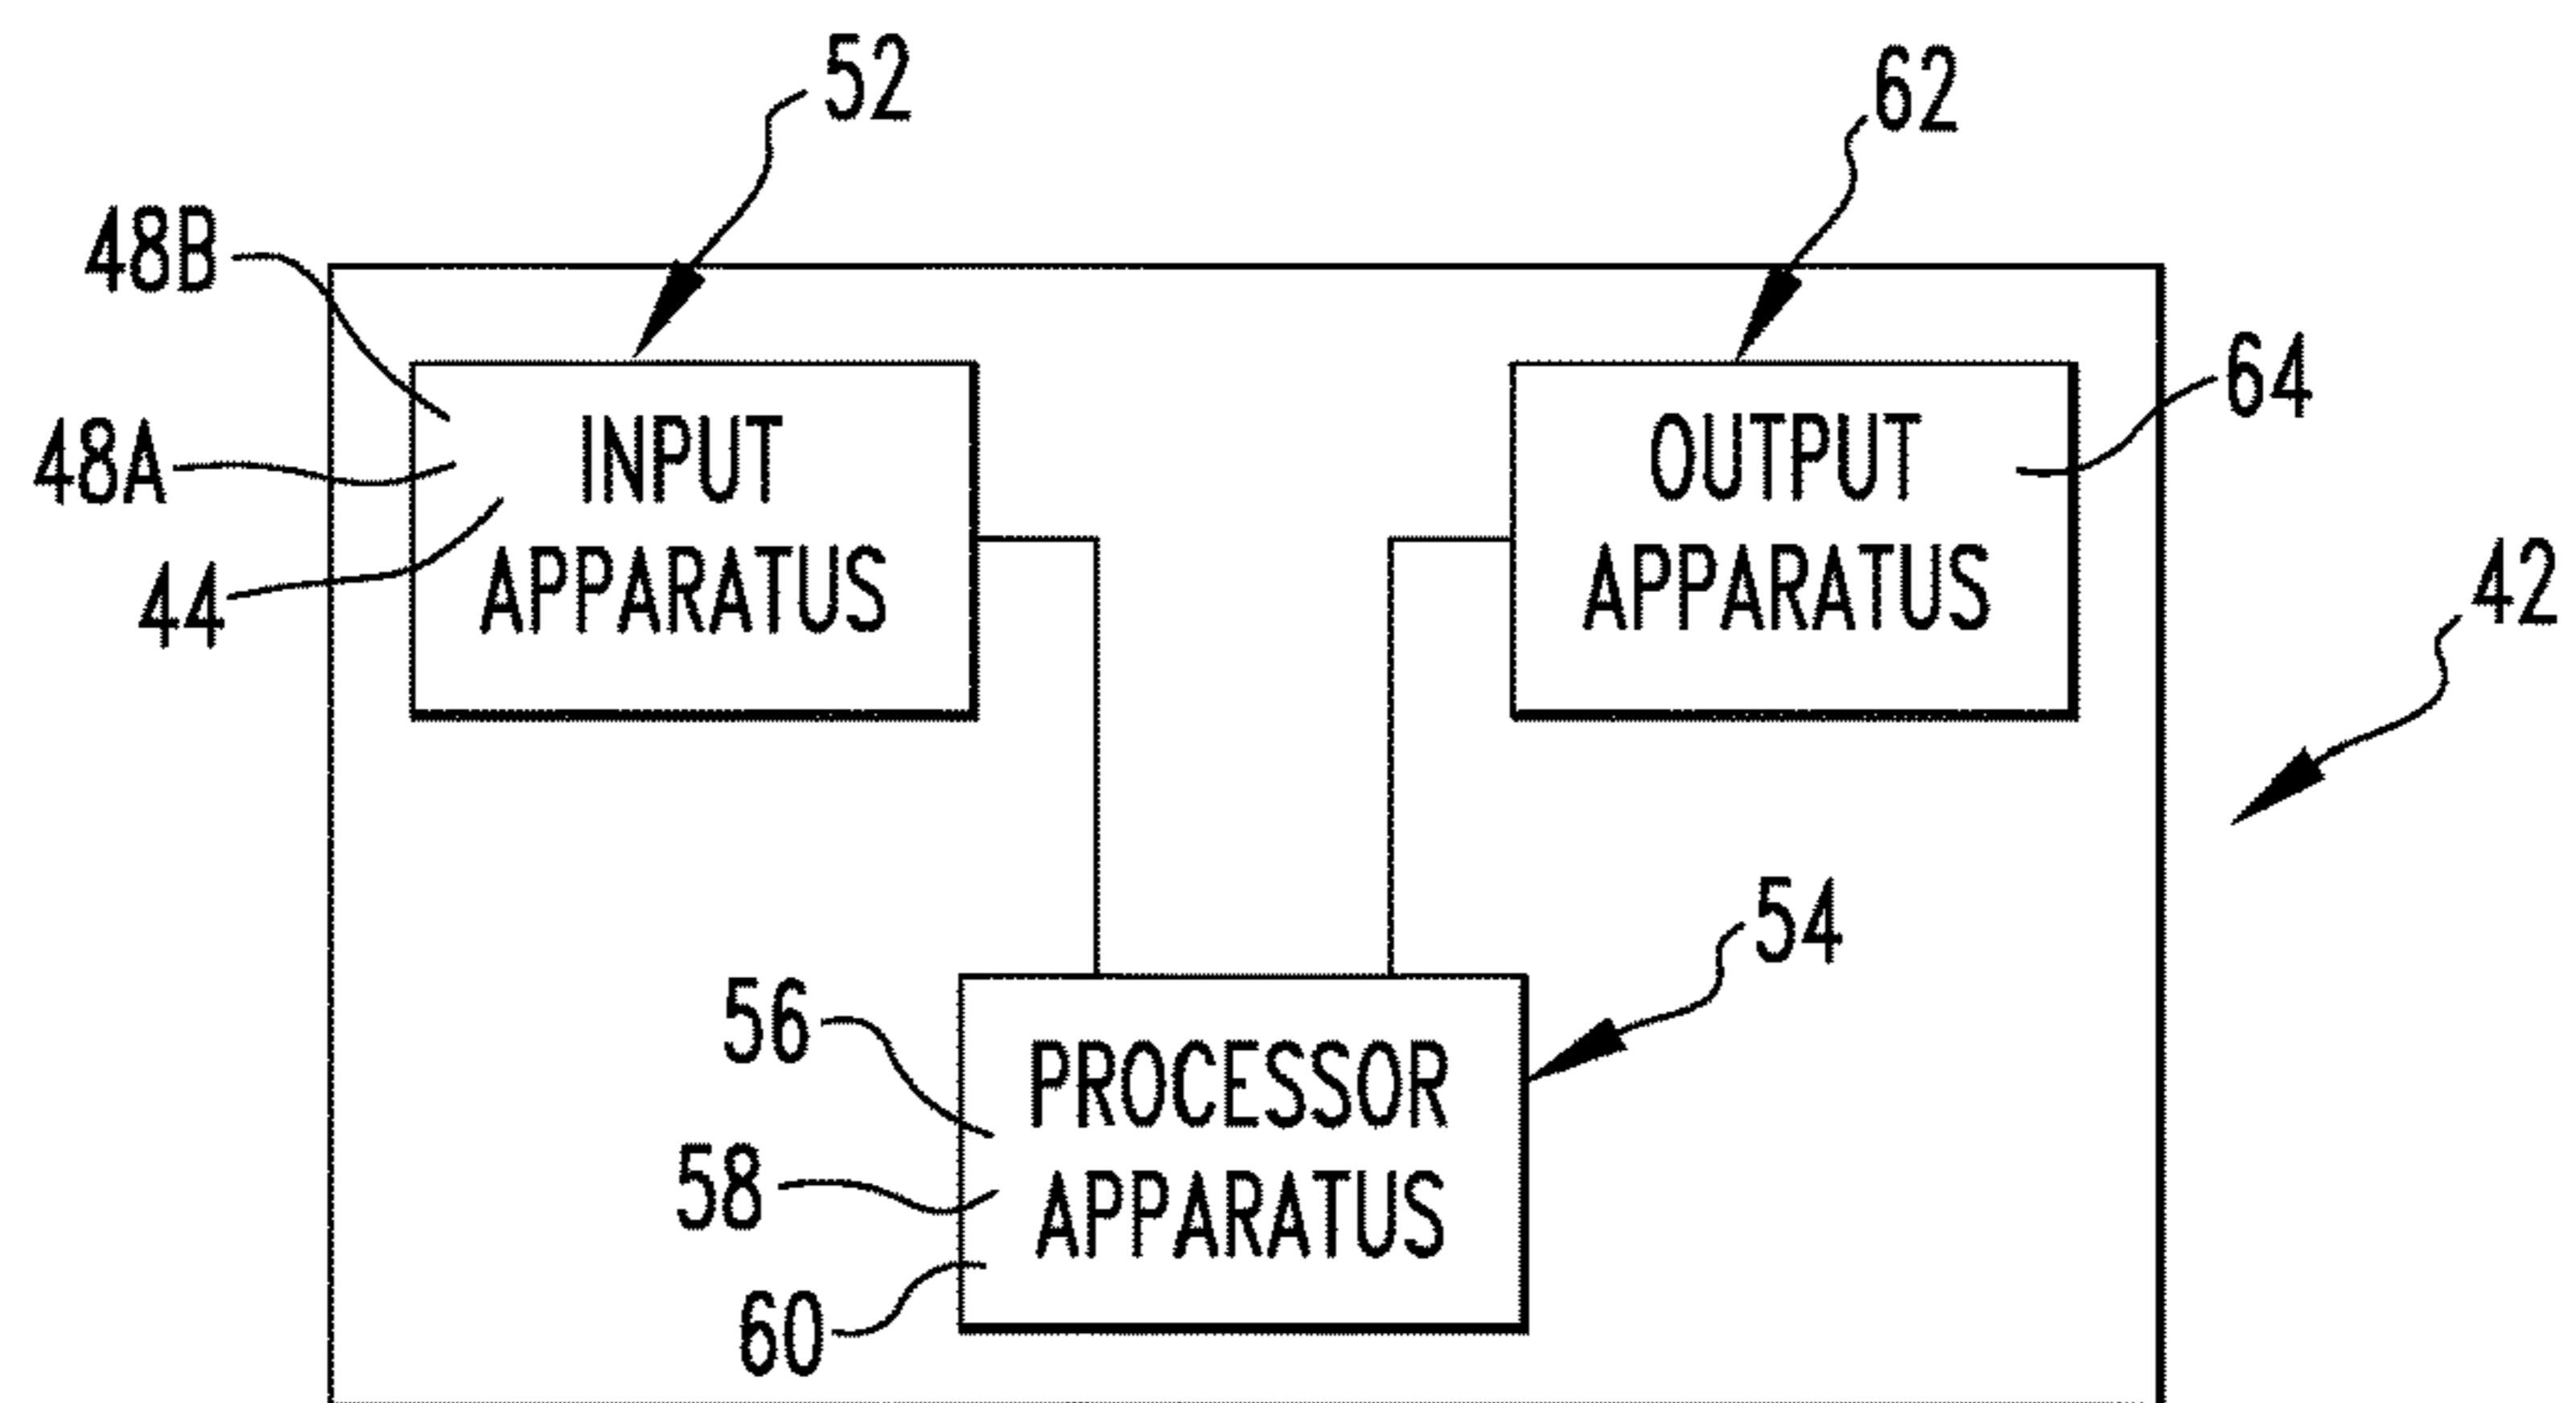 52
62
48B
64
48A
INPUT
APPARATUS
OUTPUT
APPARATUS
44
42
54
56
PROCESSOR
APPARATUS
58
60